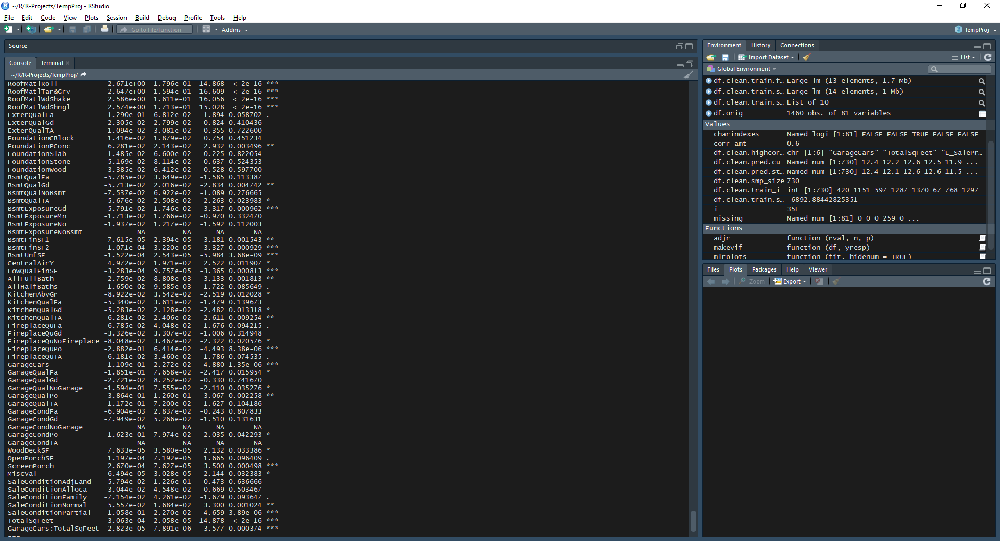 ~/R/R-Projects/TempProj - RStudio
File Edit Code View Plots Session Build Debug Profile Tools Help
Go to file/function Addins TempProj
Source
Console Terminal
~/R/R-Projects/TempProj/
RoofMatlRoll 2.671e+00 1.796e-01 14.868 < 2e-16 ***
RoofMatlTar&Grv 2.647e+00 1.594e-01 16.609 < 2e-16 ***
RoofMatlWdShake 2.586e+00 1.611e-01 16.056 < 2e-16 ***
RoofMatlWdShngl 2.574e+00 1.713e-01 15.028 < 2e-16 ***
ExterQualFa 1.290e-01 6.812e-02 1.894 0.058702 .
ExterQualGd -2.305e-02 2.799e-02 -0.824 0.410436
ExterQualTA -1.094e-02 3.081e-02 -0.355 0.722600
FoundationCBlock 1.416e-02 1.879e-02 0.754 0.451234
FoundationPConc 6.281e-02 2.143e-02 2.932 0.003496 **
FoundationSlab 1.485e-02 6.600e-02 0.225 0.822054
FoundationStone 5.169e-02 8.114e-02 0.637 0.524353
FoundationWood -3.385e-02 6.412e-02 -0.528 0.597700
BsmtQualFa -5.785e-02 3.649e-02 -1.585 0.113387
BsmtQualGd -5.713e-02 2.016e-02 -2.834 0.004742 **
BsmtQualNoBsmt -7.537e-02 6.922e-02 -1.089 0.276665
BsmtQualTA -5.676e-02 2.508e-02 -2.263 0.023983 *
BsmtExposureGd 5.791e-02 1.746e-02 3.317 0.000962 ***
BsmtExposureMn -1.713e-02 1.766e-02 -0.970 0.332470
BsmtExposureNo -1.937e-02 1.217e-02 -1.592 0.112003
BsmtExposureNoBsmt NA NA NA NA
BsmtFinSF1 -7.615e-05 2.394e-05 -3.181 0.001543 **
BsmtFinSF2 -1.071e-04 3.220e-05 -3.327 0.000929 ***
BsmtUnfSF -1.522e-04 2.543e-05 -5.984 3.68e-09 ***
CentralAirY 4.972e-02 1.971e-02 2.522 0.011907 *
LowQualFinSF -3.283e-04 9.757e-05 -3.365 0.000813 ***
AllFullBath 2.759e-02 8.808e-03 3.133 0.001813 **
AllHalfBaths 1.650e-02 9.585e-03 1.722 0.085649 .
KitchenAbvGr -8.922e-02 3.542e-02 -2.519 0.012028 *
KitchenQualFa -5.340e-02 3.611e-02 -1.479 0.139673
KitchenQualGd -5.283e-02 2.128e-02 -2.482 0.013318 *
KitchenQualTA -6.281e-02 2.406e-02 -2.611 0.009254 **
FireplaceQuFa -6.785e-02 4.048e-02 -1.676 0.094215 .
FireplaceQuGd -3.326e-02 3.307e-02 -1.006 0.314948
FireplaceQuNoFireplace -8.048e-02 3.467e-02 -2.322 0.020576 *
FireplaceQuPo -2.882e-01 6.414e-02 -4.493 8.38e-06 ***
FireplaceQuTA -6.181e-02 3.460e-02 -1.786 0.074535 .
GarageCars 1.109e-01 2.272e-02 4.880 1.35e-06 ***
GarageQualFa -1.851e-01 7.658e-02 -2.417 0.015954 *
GarageQualGd -2.721e-02 8.252e-02 -0.330 0.741670
GarageQualNoGarage -1.594e-01 7.555e-02 -2.110 0.035276 *
GarageQualPo -3.864e-01 1.260e-01 -3.067 0.002258 **
GarageQualTA -1.172e-01 7.200e-02 -1.627 0.104186
GarageCondFa -6.904e-03 2.837e-02 -0.243 0.807833
GarageCondGd -7.949e-02 5.266e-02 -1.510 0.131631
GarageCondNoGarage NA NA NA NA
GarageCondPo 1.623e-01 7.974e-02 2.035 0.042293 *
GarageCondTA NA NA NA NA
WoodDeckSF 7.633e-05 3.580e-05 2.132 0.033386 *
OpenPorchSF 1.197e-04 7.192e-05 1.665 0.096409 .
ScreenPorch 2.670e-04 7.627e-05 3.500 0.000498 ***
MiscVal -6.494e-05 3.028e-05 -2.144 0.032383 *
SaleConditionAdjLand 5.794e-02 1.226e-01 0.473 0.636666
SaleConditionAlloca -3.044e-02 4.548e-02 -0.669 0.503467
SaleConditionFamily -7.154e-02 4.261e-02 -1.679 0.093647 .
SaleConditionNormal 5.557e-02 1.684e-02 3.300 0.001024 **
SaleConditionPartial 1.058e-01 2.270e-02 4.659 3.89e-06 ***
TotalSqFeet 3.063e-04 2.058e-05 14.878 < 2e-16 ***
GarageCars:TotalSqFeet -2.823e-05 7.891e-06 -3.577 0.000374 ***
---
Environment History Connections
Import Dataset List
Global Environment
df.clean.train.f… Large lm (13 elements, 1.7 Mb)
df.clean.train.s… Large lm (14 elements, 1 Mb)
df.clean.train.s… List of 10
df.orig 1460 obs. of 81 variables
Values
charindexes Named logi [1:81] FALSE FALSE TRUE FALSE FALSE…
corr_amt 0.6
df.clean.highcor… chr [1:6] "GarageCars" "TotalSqFeet" "L_SalePr…
df.clean.pred.cu… Named num [1:730] 12.4 12.2 12.6 12.5 11.9 ...
df.clean.pred.st… Named num [1:730] 12.4 12.1 12.6 12.6 11.5 ...
df.clean.smp_size 730
df.clean.train_i… int [1:730] 420 1151 597 1287 1370 67 768 1297…
df.clean.train.s… -6892.88442825351
i 35L
missing Named num [1:81] 0 0 0 259 0 ...
Functions
adjr function (rval, n, p)
makevif function (df, yresp)
mlrplots function (fit, hidenum = TRUE)
Files Plots Packages Help Viewer
Zoom Export